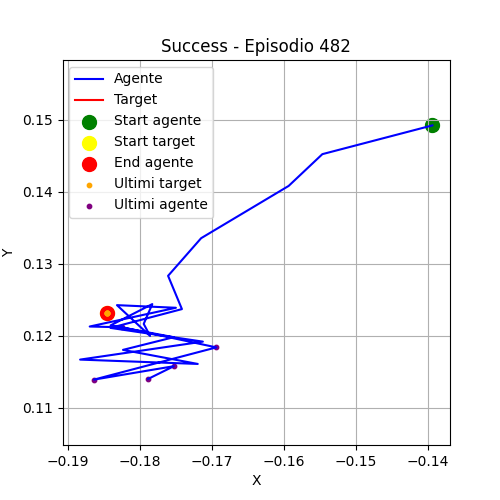 Success - Episodio 482
Agente
Target
Start agente
Start target
End agente
Ultimi target
Ultimi agente
0.15
0.14
0.13
0.12
0.11
Y
−0.19 −0.18 −0.17 −0.16 −0.15 −0.14
X